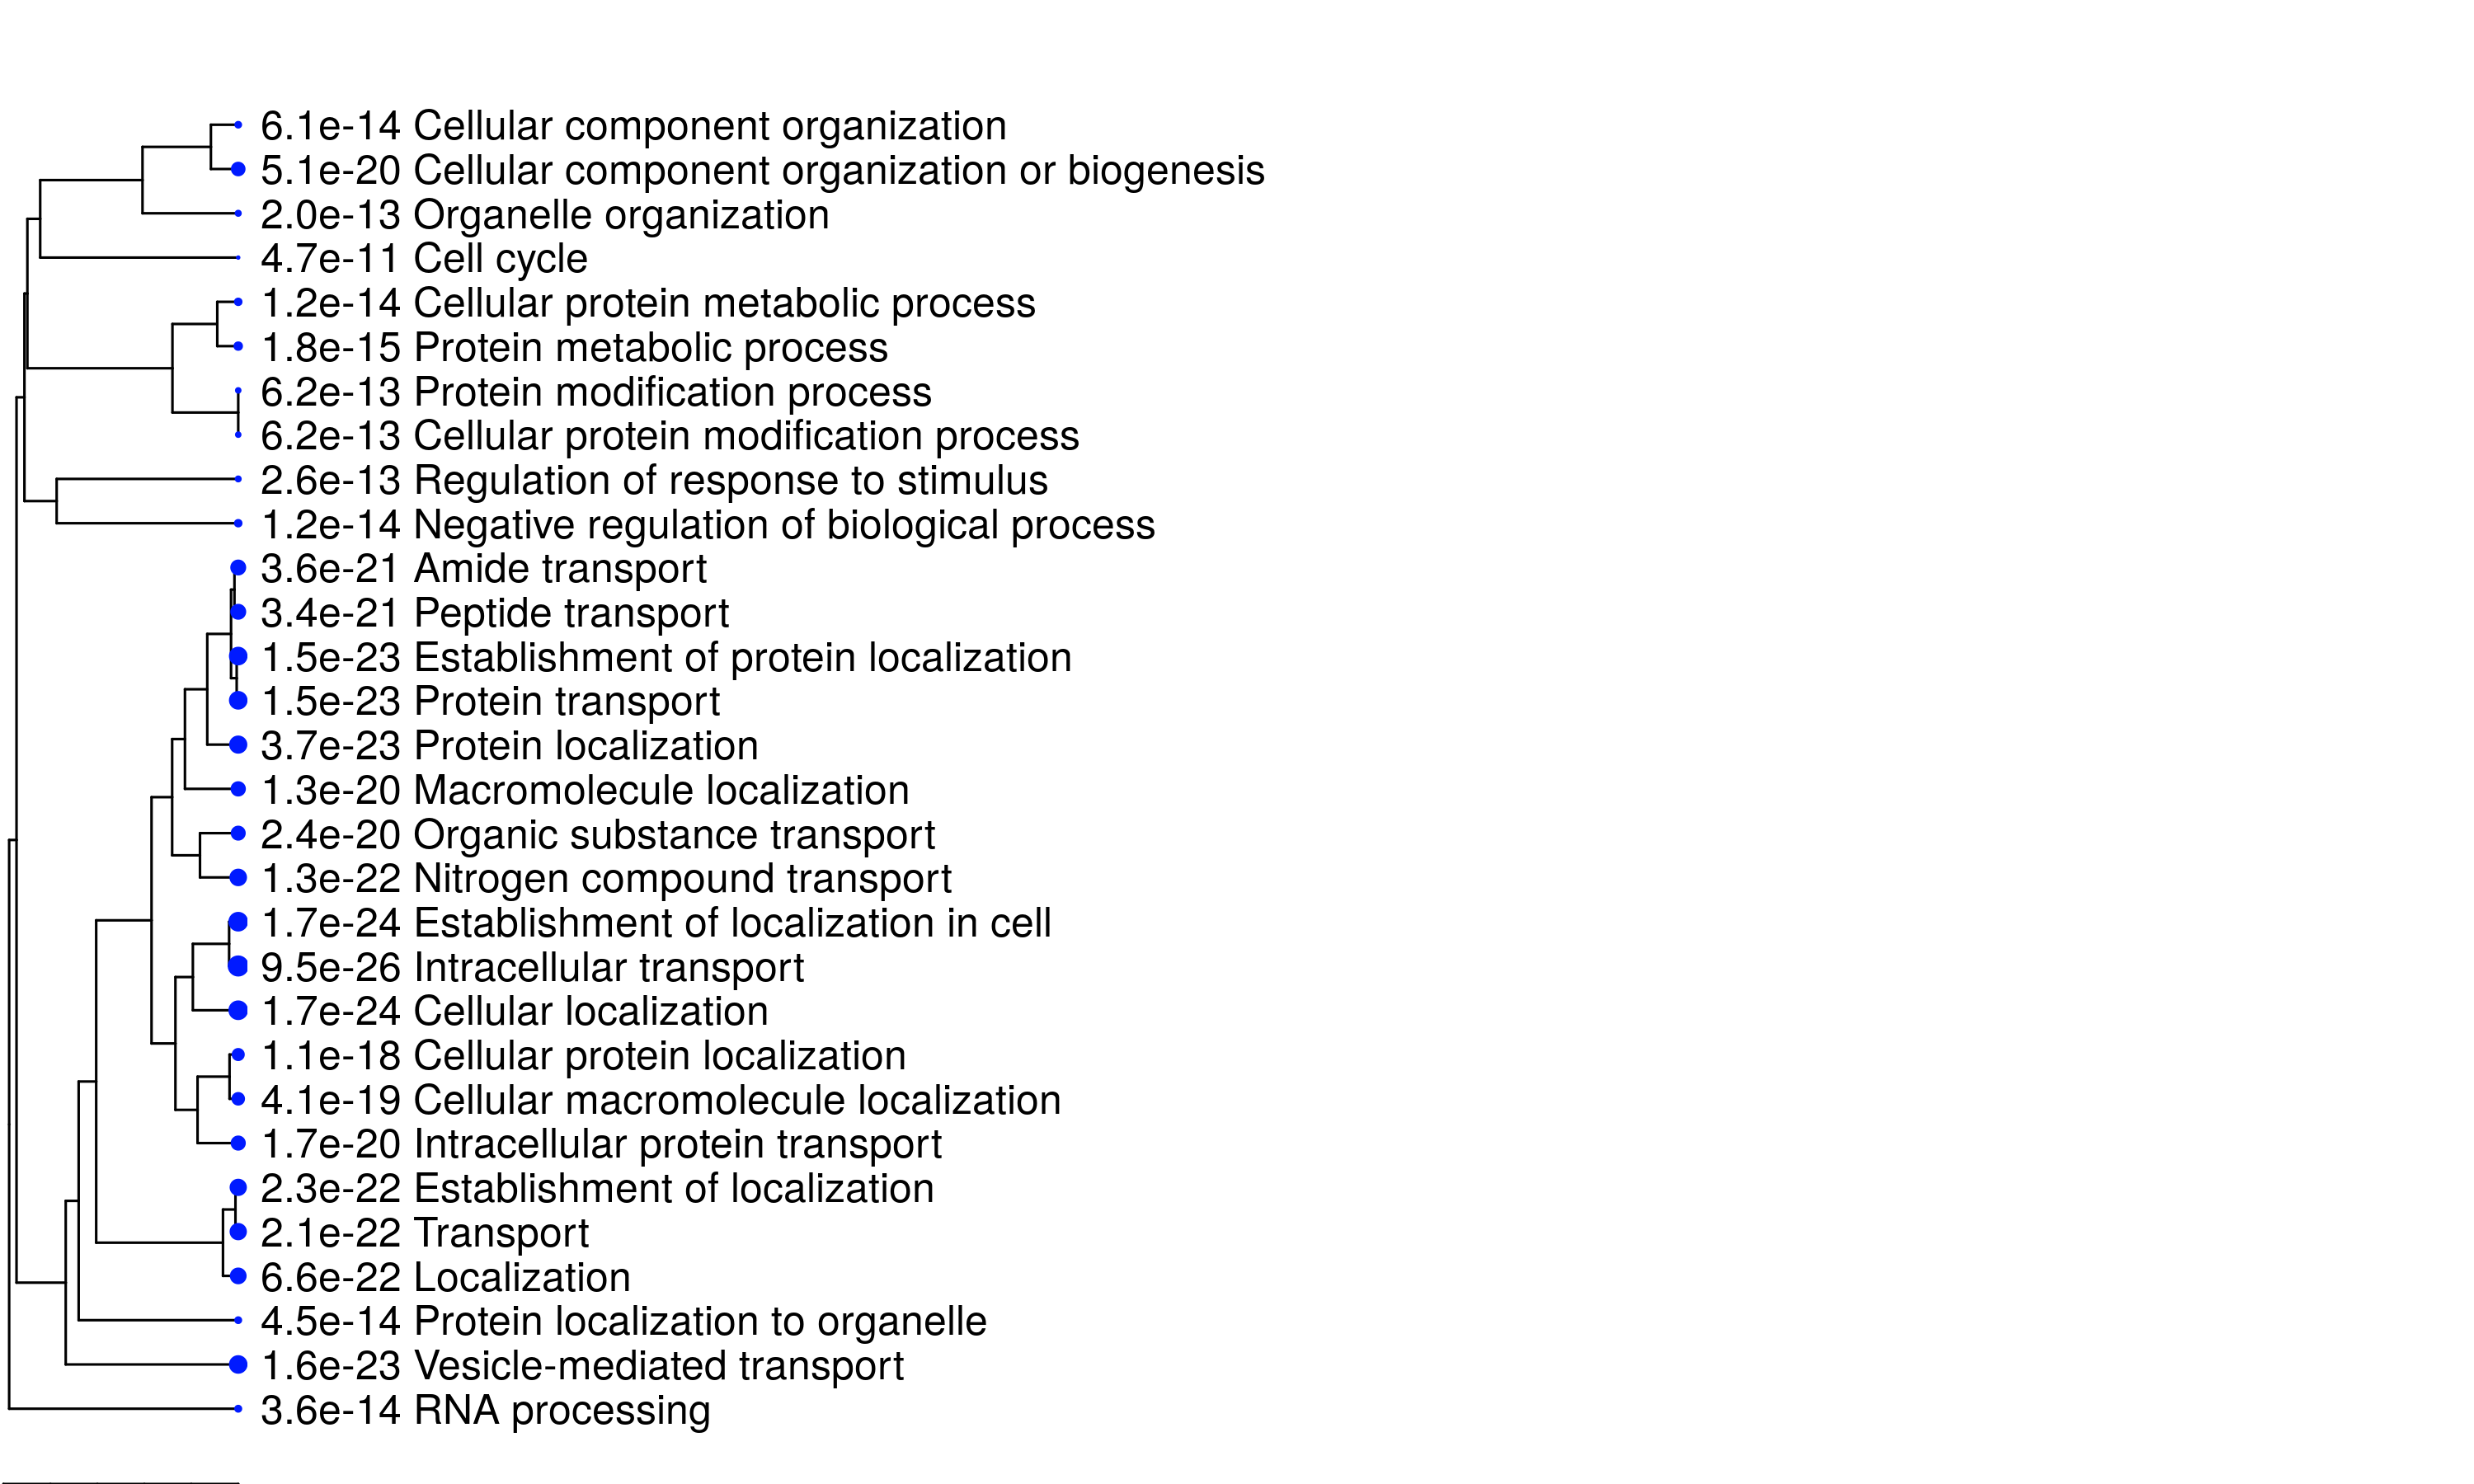 6.1e-14 Cellular component organization
5.1e-20 Cellular component organization or biogenesis
2.0e-13 Organelle organization
4.7e-11 Cell cycle
1.2e-14 Cellular protein metabolic process
1.8e-15 Protein metabolic process
6.2e-13 Protein modification process
6.2e-13 Cellular protein modification process
2.6e-13 Regulation of response to stimulus
1.2e-14 Negative regulation of biological process
3.6e-21 Amide transport
3.4e-21 Peptide transport
1.5e-23 Establishment of protein localization
1.5e-23 Protein transport
3.7e-23 Protein localization
1.3e-20 Macromolecule localization
2.4e-20 Organic substance transport
1.3e-22 Nitrogen compound transport
1.7e-24 Establishment of localization in cell
9.5e-26 Intracellular transport
1.7e-24 Cellular localization
1.1e-18 Cellular protein localization
4.1e-19 Cellular macromolecule localization
1.7e-20 Intracellular protein transport
2.3e-22 Establishment of localization
2.1e-22 Transport
6.6e-22 Localization
4.5e-14 Protein localization to organelle
1.6e-23 Vesicle-mediated transport
3.6e-14 RNA processing